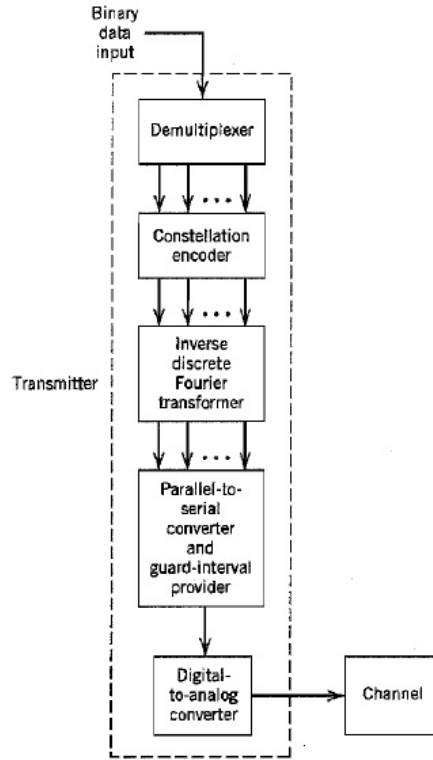 Binary
data
input
Demultiplexer
Constellation
encoder
Inverse
discrete
Fourier
transformer
Transmitter
Parallel-to-
serial
converter
and
guard-interval
provider
Digital-
to-analog
converter
Channel